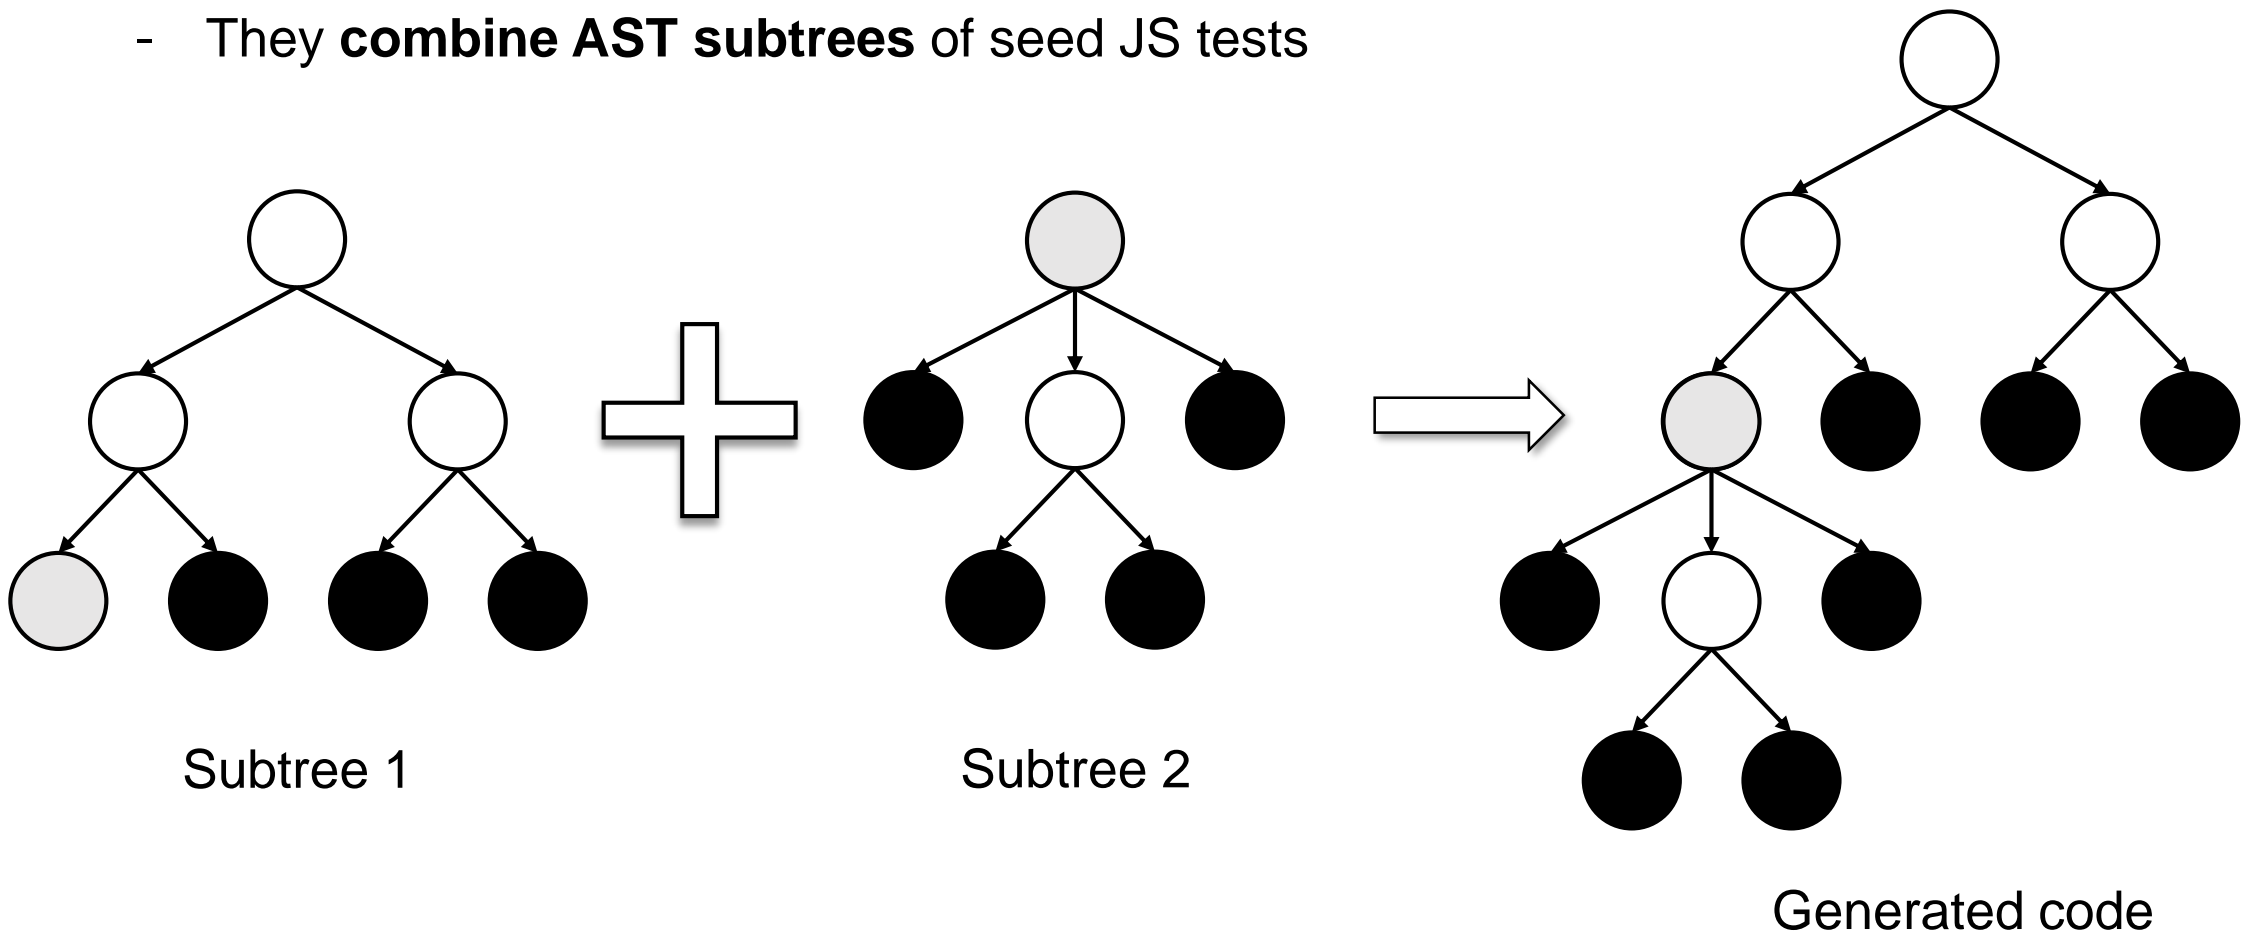 - They combine AST subtrees of seed JS tests
Subtree 1
Subtree 2
Generated code